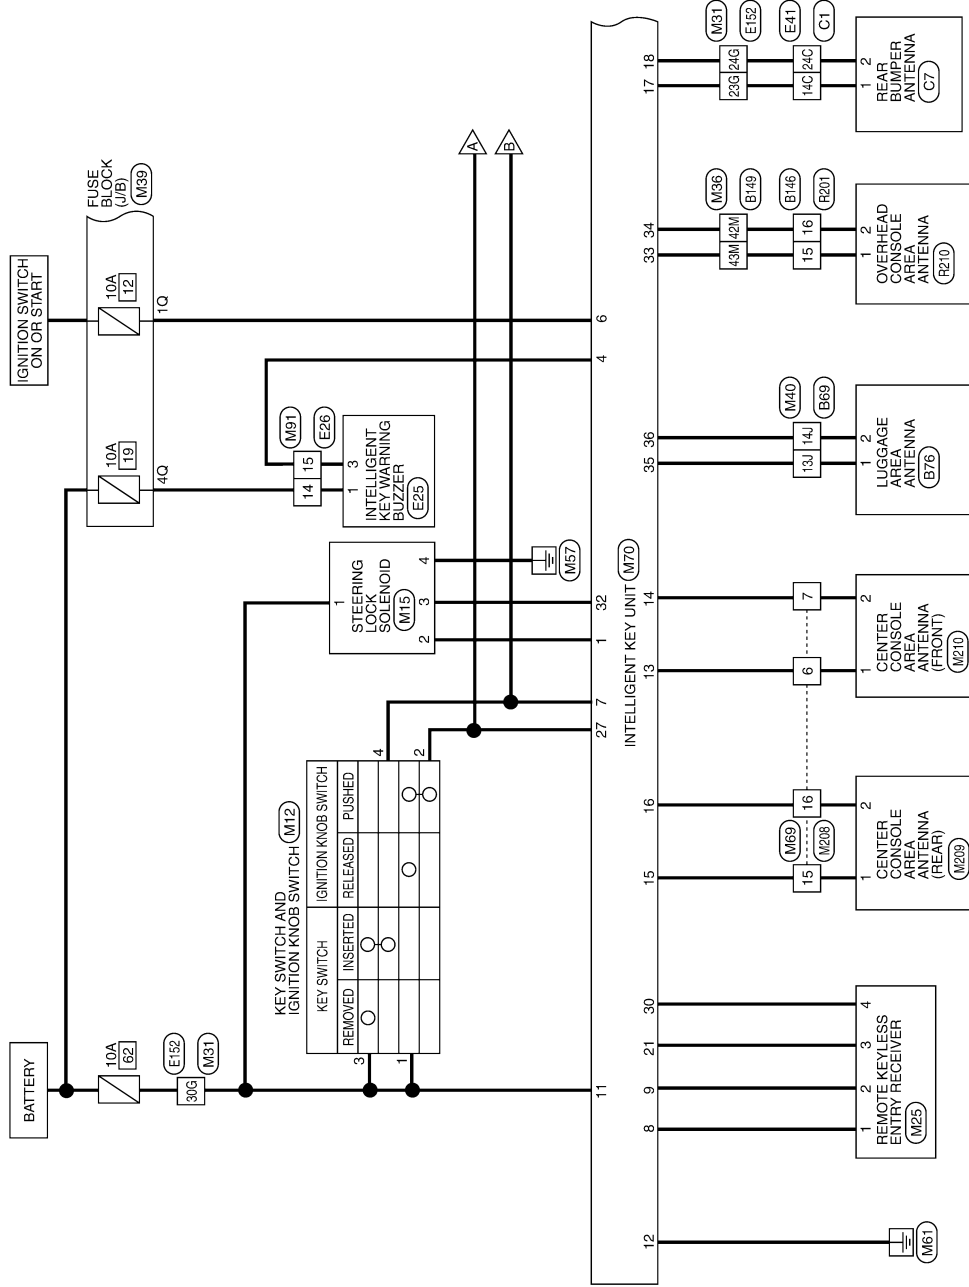 BATTERY
10A
62
E152
30G
M31
IGNITION SWITCH
ON OR START
FUSE
BLOCK
(J/B)
M39
10A
19
4Q
10A
12
1Q
KEY SWITCH AND
IGNITION KNOB SWITCH
M12
KEY SWITCH
IGNITION KNOB SWITCH
REMOVED
INSERTED
RELEASED
PUSHED
3
1
4
2
1
STEERING
LOCK
SOLENOID
M15
2
3
4
M57
M91
E26
14
15
1
3
INTELLIGENT
KEY WARNING
BUZZER
E25
A
B
11
27
7
1
32
4
6
INTELLIGENT KEY UNIT
M70
12
8
9
21
30
15
16
13
14
35
36
33
34
17
18
M61
1
2
3
4
REMOTE KEYLESS
ENTRY RECEIVER
M25
M69
M208
15
16
6
7
1
2
CENTER
CONSOLE
AREA
ANTENNA
(REAR)
M209
1
2
CENTER
CONSOLE
AREA
ANTENNA
(FRONT)
M210
M40
B69
13J
14J
1
2
LUGGAGE
AREA
ANTENNA
B76
M36
B149
43M
42M
B146
R201
15
16
1
2
OVERHEAD
CONSOLE
AREA
ANTENNA
R210
M31
E152
23G
24G
E41
C1
14C
24C
1
2
REAR
BUMPER
ANTENNA
C7